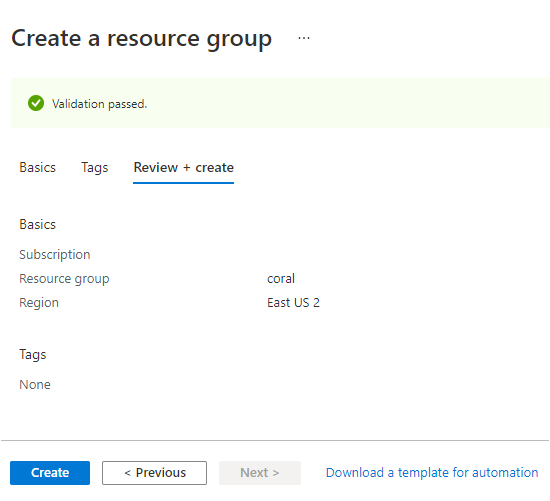 Create a resource group ...
Validation passed.
Basics Tags Review + create
Basics
Subscription
Resource group coral
Region East US 2
Tags
None
Create < Previous Next > Download a template for automation